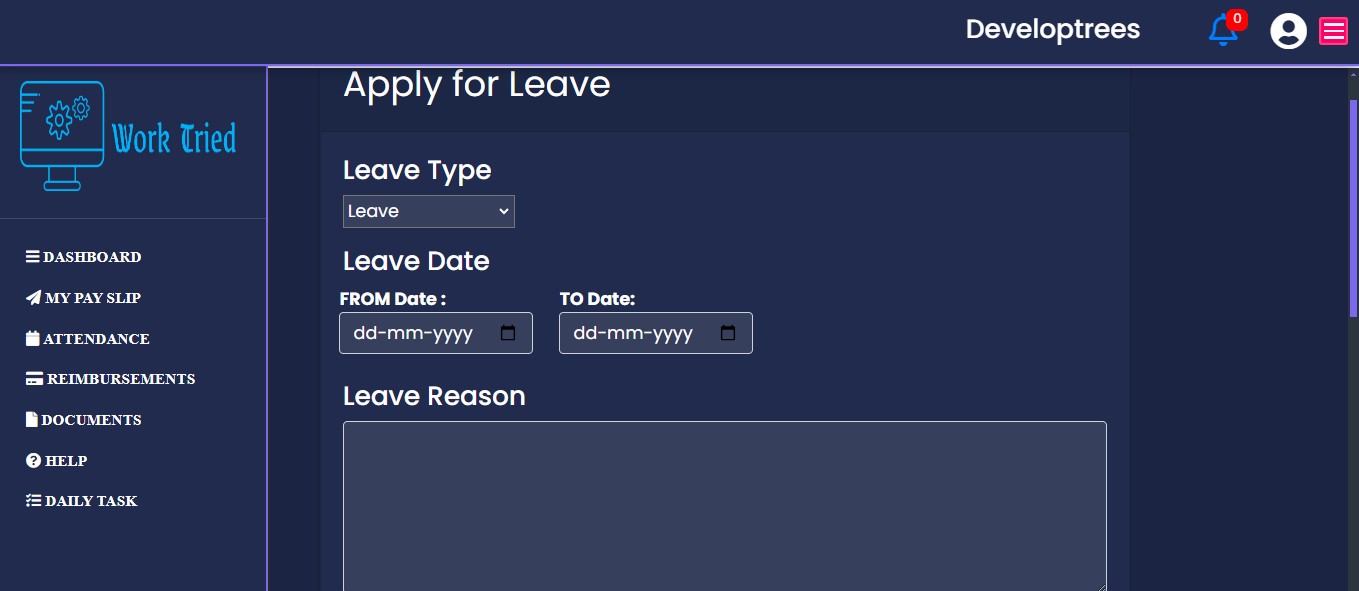 Developtrees
0
Work Tried
DASHBOARD
MY PAY SLIP
ATTENDANCE
REIMBURSEMENTS
DOCUMENTS
HELP
DAILY TASK
Apply for Leave
Leave Type
Leave
Leave Date
FROM Date : TO Date:
dd-mm-yyyy dd-mm-yyyy
Leave Reason